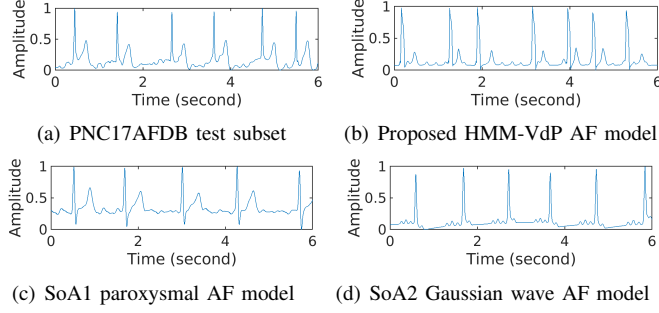 Amplitude
1
0.5
0
0 2 4 6
Time (second)
(a) PNC17AFDB test subset
Amplitude
1
0.5
0
0 2 4 6
Time (second)
(b) Proposed HMM-VdP AF model
Amplitude
1
0.5
0
0 2 4 6
Time (second)
(c) SoA1 paroxysmal AF model
Amplitude
1
0.5
0
0 2 4 6
Time (second)
(d) SoA2 Gaussian wave AF model